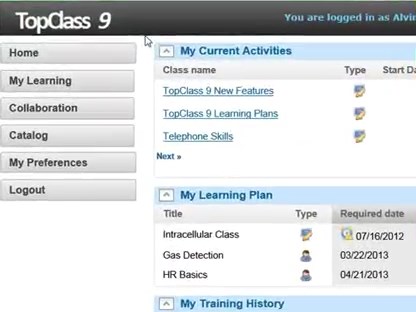 TopClass 9
You are logged in as Alvi
Home
My Learning
Collaboration
Catalog
My Preferences
Logout
My Current Activities
Class name Type Start Da
TopClass 9 New Features
TopClass 9 Learning Plans
Telephone Skills
Next »
My Learning Plan
Title Type Required date
Intracellular Class 07/16/2012
Gas Detection 03/22/2013
HR Basics 04/21/2013
My Training History